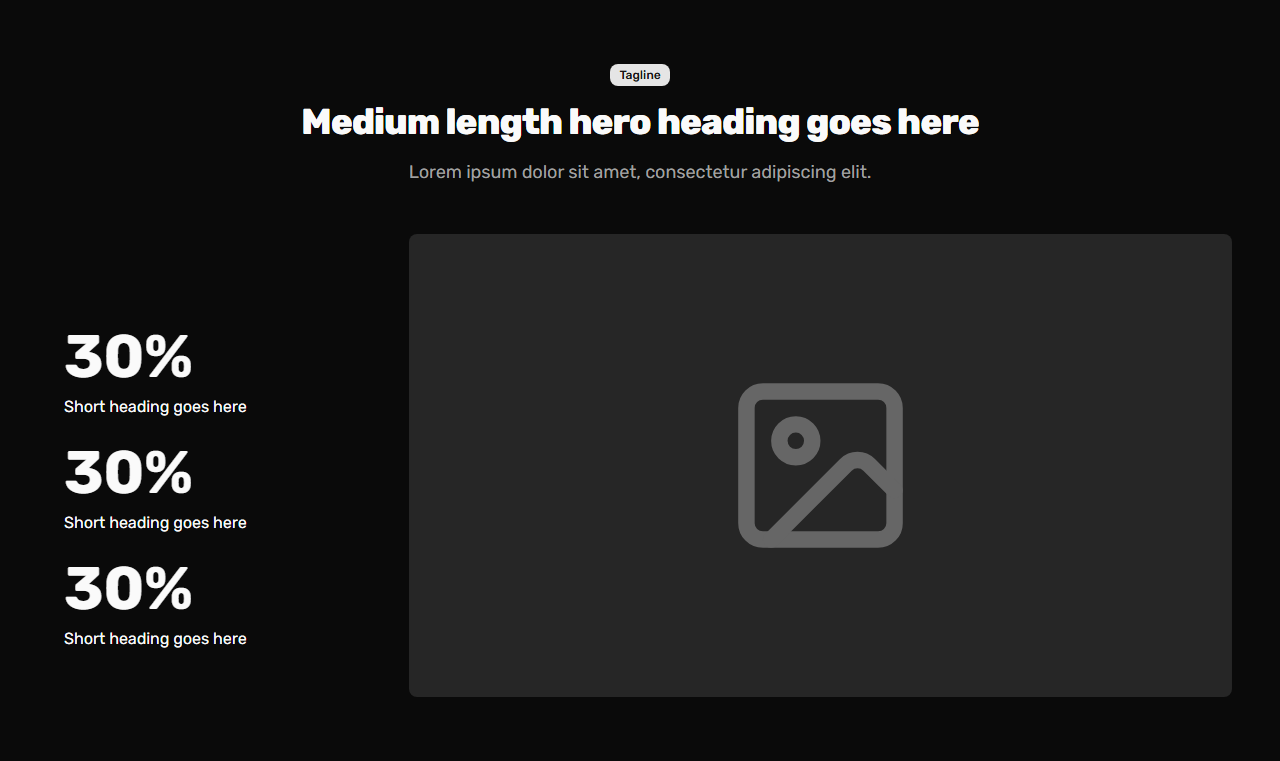 Tagline
Medium length hero heading goes here
Lorem ipsum dolor sit amet, consectetur adipiscing elit.
30%
Short heading goes here
30%
Short heading goes here
30%
Short heading goes here